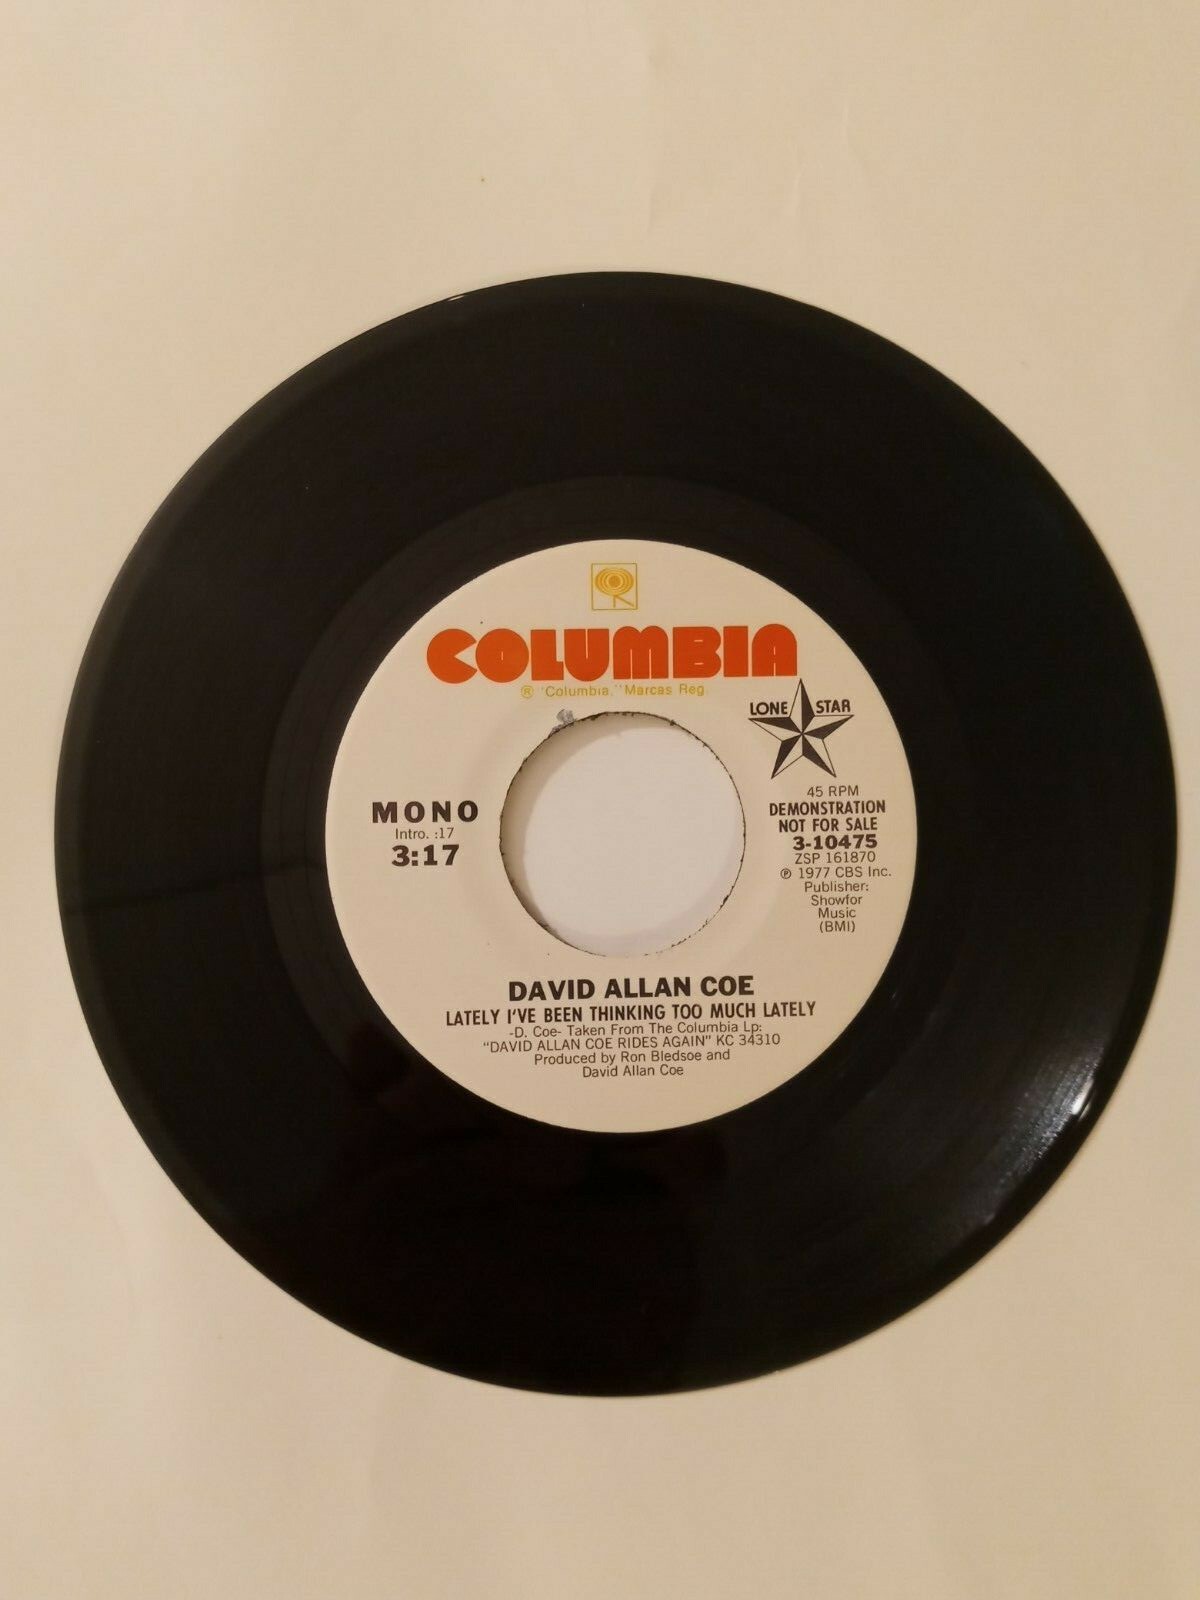 COLUMBIA
® "Columbia," Marcas Reg.
LONE STAR
MONO
Intro. :17
3:17
45 RPM
DEMONSTRATION
NOT FOR SALE
3-10475
ZSP 161870
℗ 1977 CBS Inc.
Publisher:
Showfor
Music
(BMI)
DAVID ALLAN COE
LATELY I'VE BEEN THINKING TOO MUCH LATELY
-D. Coe- Taken From The Columbia Lp:
"DAVID ALLAN COE RIDES AGAIN" KC 34310
Produced by Ron Bledsoe and
David Allan Coe